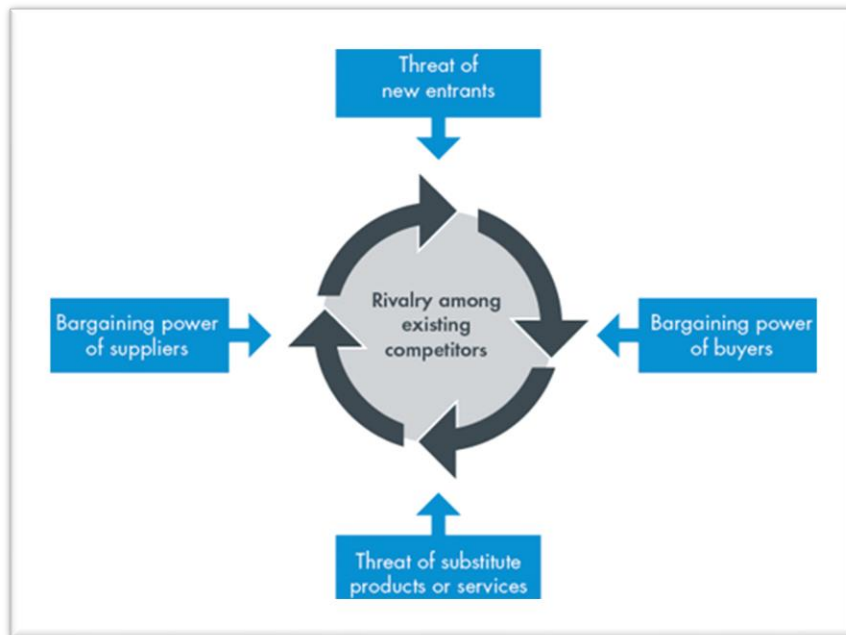 Threat of
new entrants
Rivalry among
existing
competitors
Bargaining power
of suppliers
Bargaining power
of buyers
Threat of substitute
products or services